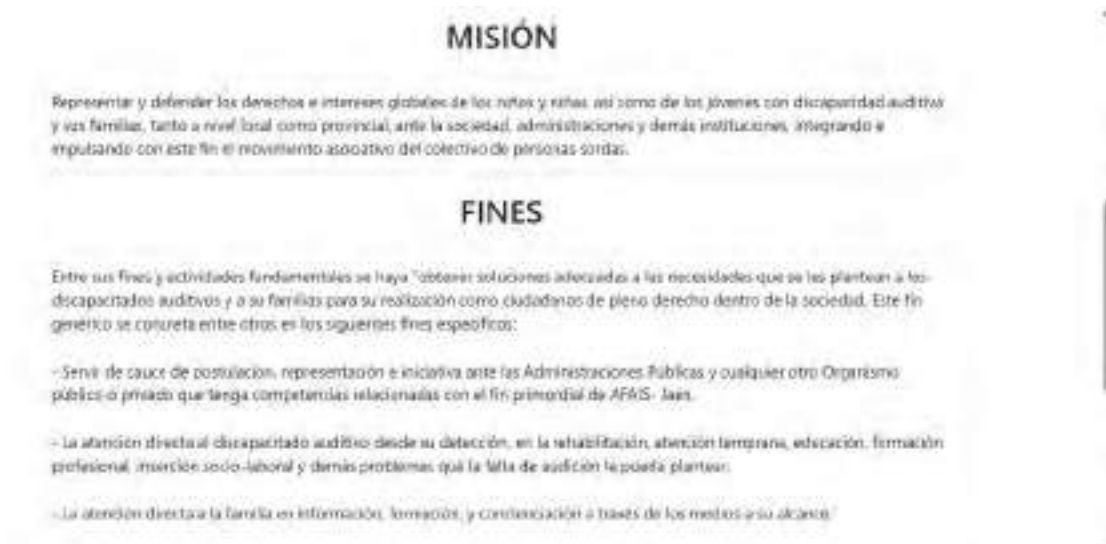 MISIÓN
Representar y defender los derechos e intereses globales de los niños y niñas, así como de los jóvenes con discapacidad auditiva
y sus familias, tanto a nivel local como provincial, ante la sociedad, administraciones y demás instituciones, integrando e
impulsando con este fin el movimiento asociativo del colectivo de personas sordas.
FINES
Entre sus fines y actividades fundamentales se haya "obtener soluciones adecuadas a las necesidades que se les plantean a los
discapacitados auditivos y a su familias para su realización como ciudadanos de pleno derecho dentro de la sociedad. Este fin
genérico se concreta entre otros en los siguientes fines específicos:
- Servir de cauce de postulación, representación e iniciativa ante las Administraciones Públicas y cualquier otro Organismo
público o privado que tenga competencias relacionadas con el fin primordial de AFAIS- Jaén.
- La atención directa al discapacitado auditivo desde su detección, en la rehabilitación, atención temprana, educación, formación
profesional, inserción socio-laboral y demás problemas que la falta de audición le pueda plantear.
- La atención directa a la familia en información, formación, y concienciación a través de los medios a su alcance.